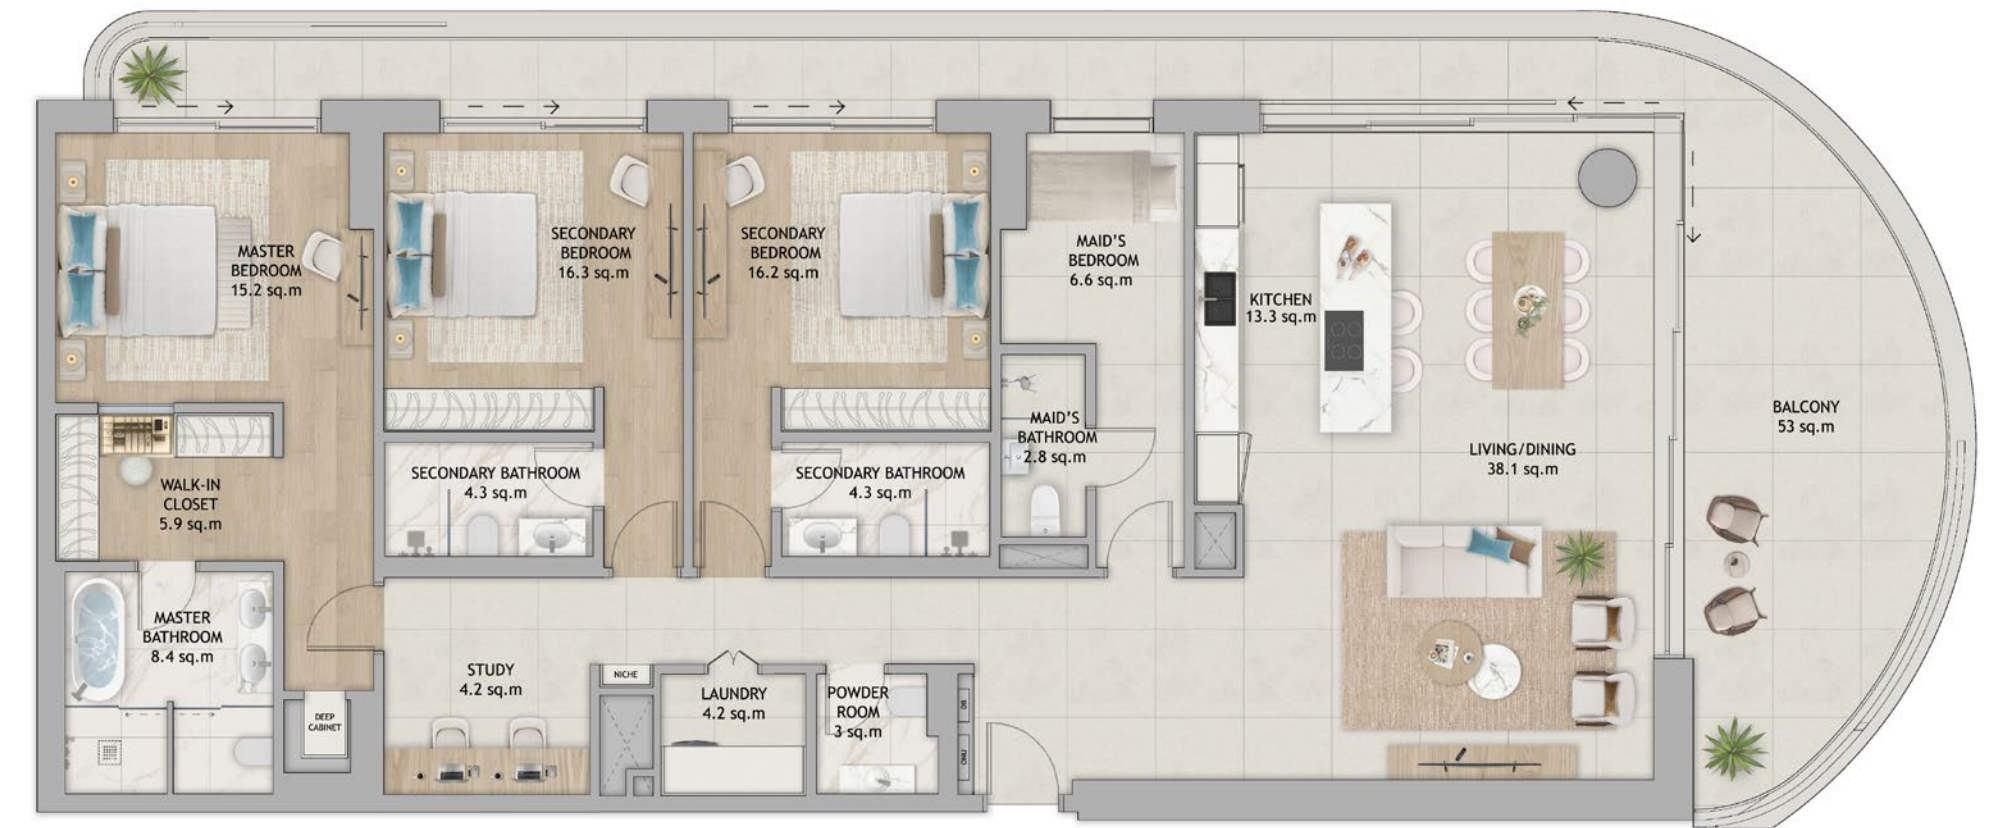 MASTER
BEDROOM
15.2 sq.m
SECONDARY
BEDROOM
16.3 sq.m
SECONDARY
BEDROOM
16.2 sq.m
MAID'S
BEDROOM
6.6 sq.m
KITCHEN
13.3 sq.m
BALCONY
53 sq.m
LIVING/DINING
38.1 sq.m
MAID'S
BATHROOM
2.8 sq.m
WALK-IN
CLOSET
5.9 sq.m
SECONDARY BATHROOM
4.3 sq.m
SECONDARY BATHROOM
4.3 sq.m
MASTER
BATHROOM
8.4 sq.m
STUDY
4.2 sq.m
NICHE
LAUNDRY
4.2 sq.m
POWDER
ROOM
3 sq.m
DEEP
CABINET
DB
ONU